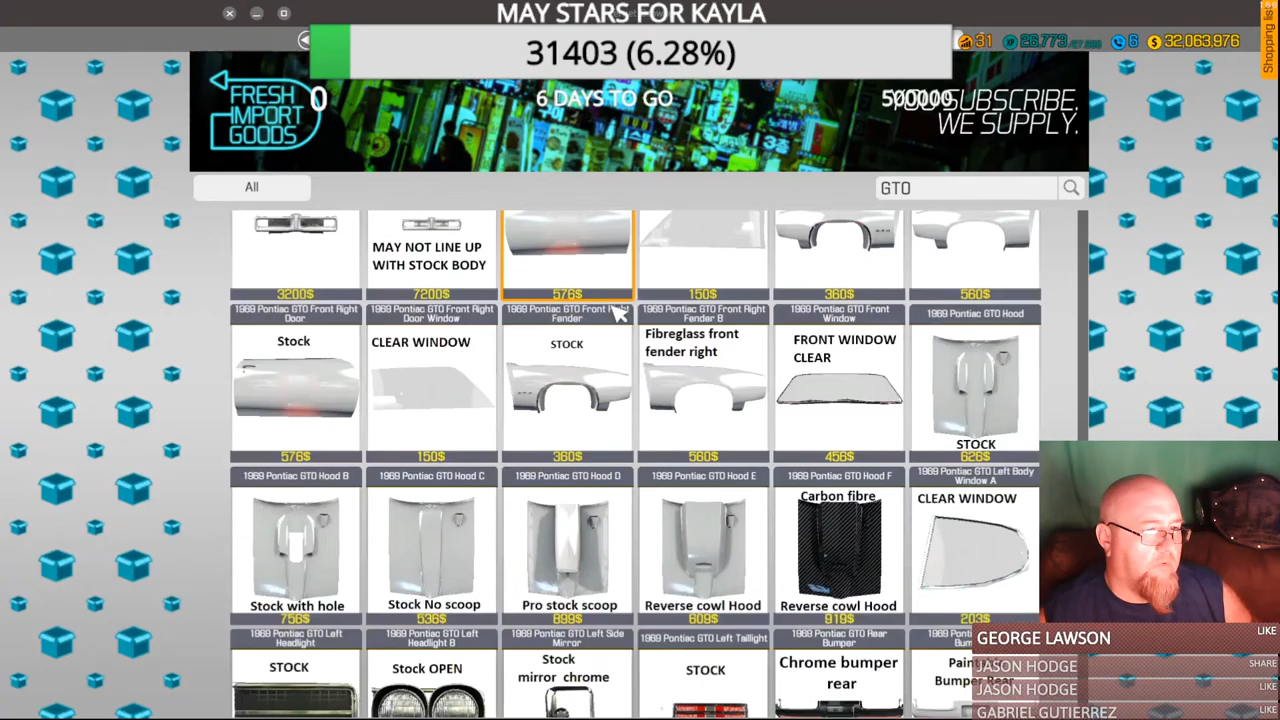 MAY STARS FOR KAYLA
31403 (6.28%)
31
26,773
6
32,063,976
Shopping list
FRESH
IMPORT
GOODS
0
6 DAYS TO GO
500000
SUBSCRIBE,
WE SUPPLY.
All
GTO
MAY NOT LINE UP
WITH STOCK BODY
3200$
7200$
576$
150$
360$
560$
1969 Pontiac GTO Front Right
Door
1969 Pontiac GTO Front Right
Door Window
1969 Pontiac GTO Front
Fender
1969 Pontiac GTO Front Right
Fender B
1969 Pontiac GTO Front
Window
1969 Pontiac GTO Hood
Stock
CLEAR WINDOW
STOCK
Fibreglass front
fender right
FRONT WINDOW
CLEAR
STOCK
576$
150$
360$
560$
456$
626$
1969 Pontiac GTO Hood B
1969 Pontiac GTO Hood C
1969 Pontiac GTO Hood D
1969 Pontiac GTO Hood E
1969 Pontiac GTO Hood F
1969 Pontiac GTO Left Body
Window A
Carbon fibre
CLEAR WINDOW
Stock with hole
Stock No scoop
Pro stock scoop
Reverse cowl Hood
Reverse cowl Hood
756$
536$
899$
609$
919$
203$
1969 Pontiac GTO Left
Headlight
1969 Pontiac GTO Left
Headlight B
1969 Pontiac GTO Left Side
Mirror
1969 Pontiac GTO Left Taillight
1969 Pontiac GTO Rear
Bumper
STOCK
Stock OPEN
Stock
mirror chrome
STOCK
Chrome bumper
rear
GEORGE LAWSON
LIKE
JASON HODGE
SHARE
JASON HODGE
LIKE
GABRIEL GUTIERREZ
LIKE